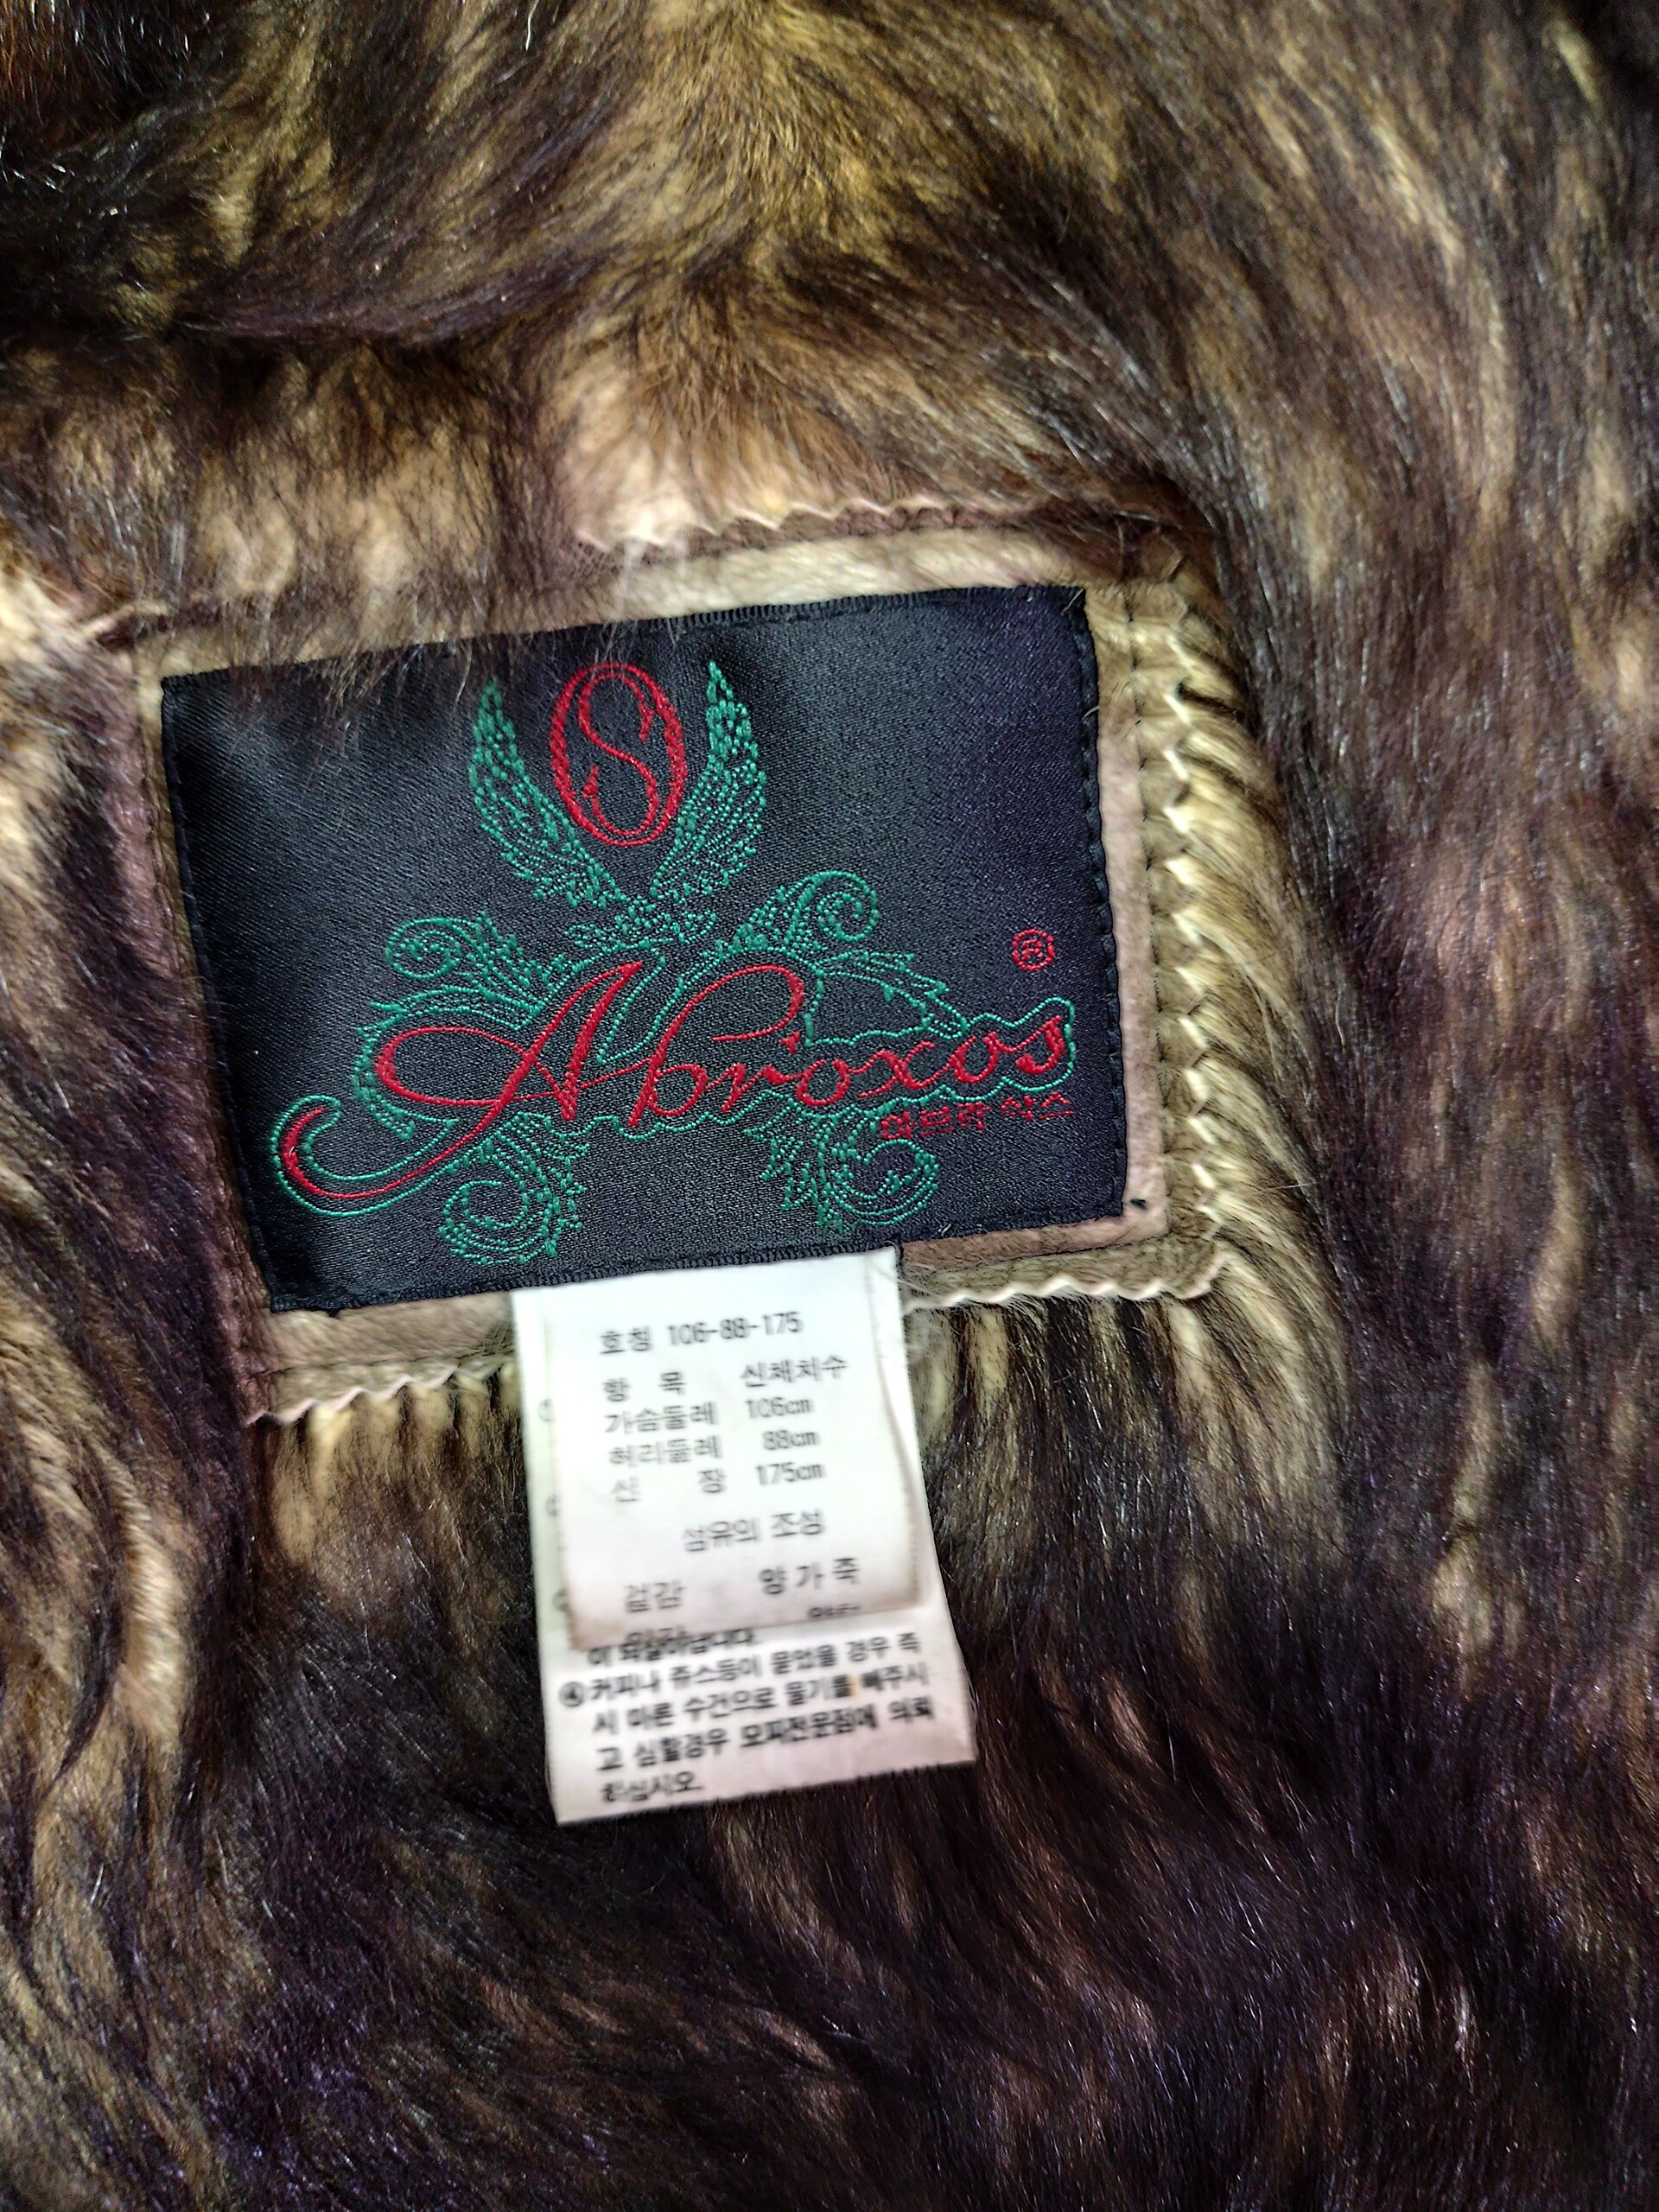 S
®
Abroxos
아브락삭스
호칭 106-88-175
항 목 신체치수
가슴둘레 106cm
허리둘레 88cm
신 장 175cm
섬유의 조성
겉감 양가죽
④커피나 쥬스등이 묻었을 경우 즉
시 마른 수건으로 물기를 빼주시
고 심할경우 모피전문점에 의뢰
하십시오.